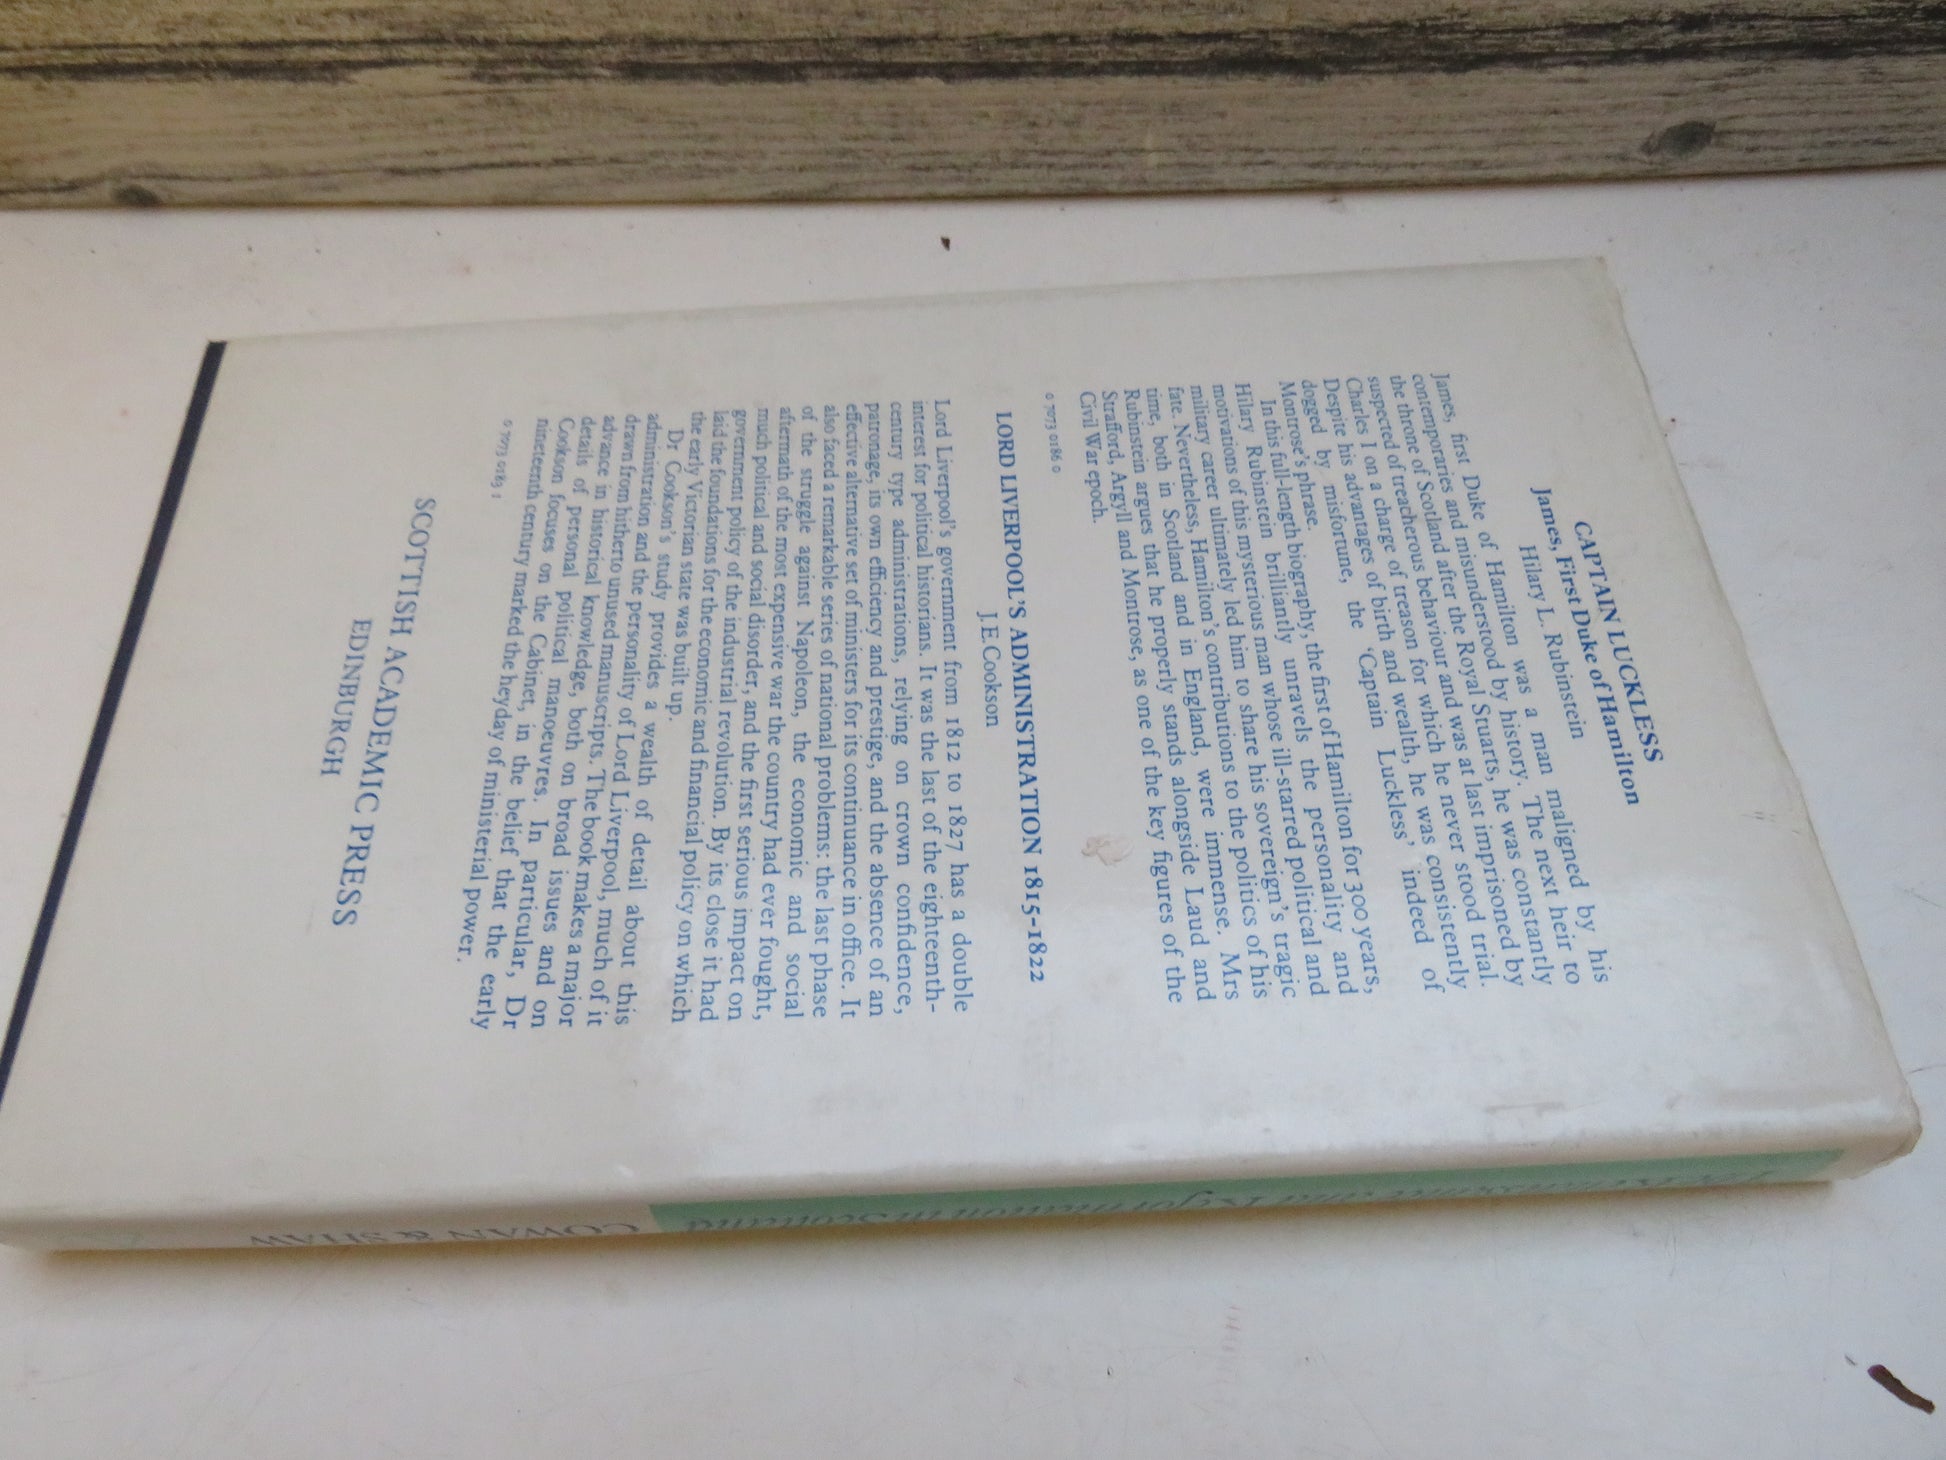 CAPTAIN LUCKLESS
James, First Duke of Hamilton
Hilary L. Rubinstein
James, first Duke of Hamilton was a man maligned by his
contemporaries and misunderstood by history. The next heir to
the throne of Scotland after the Royal Stuarts, he was constantly
suspected of treacherous behaviour and was at last imprisoned by
Charles I on a charge of treason for which he never stood trial.
Despite his advantages of birth and wealth, he was consistently
dogged by misfortune, the 'Captain Luckless' indeed of
Montrose's phrase.
In this full-length biography, the first of Hamilton for 300 years,
Hilary Rubinstein brilliantly unravels the personality and
motivations of this mysterious man whose ill-starred political and
military career ultimately led him to share his sovereign's tragic
fate. Nevertheless, Hamilton's contributions to the politics of his
time, both in Scotland and in England, were immense. Mrs
Rubinstein argues that he properly stands alongside Laud and
Strafford, Argyll and Montrose, as one of the key figures of the
Civil War epoch.
0 7073 0186 0
LORD LIVERPOOL'S ADMINISTRATION 1815-1822
J.E. Cookson
Lord Liverpool's government from 1812 to 1827 has a double
interest for political historians. It was the last of the eighteenth-
century type administrations, relying on crown confidence,
patronage, its own efficiency and prestige, and the absence of an
effective alternative set of ministers for its continuance in office. It
also faced a remarkable series of national problems: the last phase
of the struggle against Napoleon, the economic and social
aftermath of the most expensive war the country had ever fought,
much political and social disorder, and the first serious impact on
government policy of the industrial revolution. By its close it had
laid the foundations for the economic and financial policy on which
the early Victorian state was built up.
Dr. Cookson's study provides a wealth of detail about this
administration and the personality of Lord Liverpool, much of it
drawn from hitherto unused manuscripts. The book makes a major
advance in historical knowledge, both on broad issues and on
details of personal political manoeuvres. In particular, Dr
Cookson focuses on the Cabinet, in the belief that the early
nineteenth century marked the heyday of ministerial power.
0 7073 0183 1
SCOTTISH ACADEMIC PRESS
EDINBURGH
The Renaissance and Reformation in Scotland
COWAN & SHAW